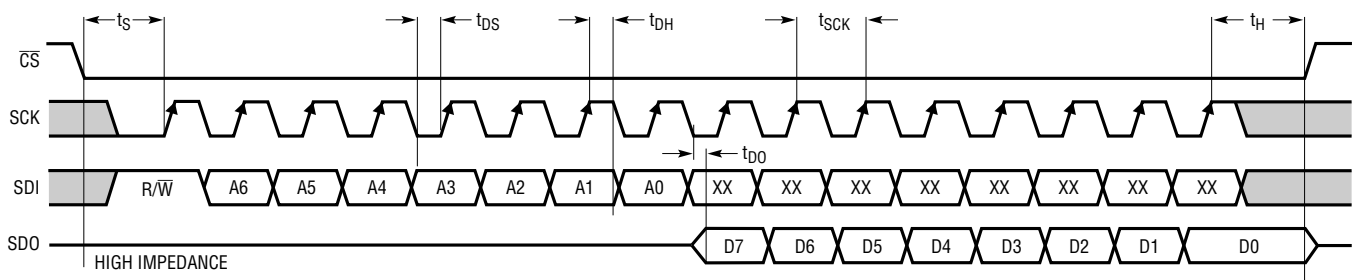 tS tDS tDH tSCK tH
C̅S̅
SCK
tDO
SDI R/W̅ A6 A5 A4 A3 A2 A1 A0 XX XX XX XX XX XX XX XX
SDO D7 D6 D5 D4 D3 D2 D1 D0
HIGH IMPEDANCE